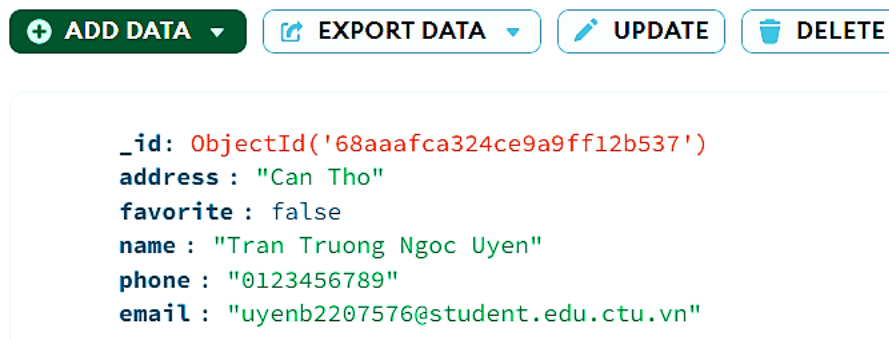 ADD DATA EXPORT DATA UPDATE DELETE
_id: ObjectId('68aaafca324ce9a9ff12b537')
address : "Can Tho"
favorite : false
name : "Tran Truong Ngoc Uyen"
phone : "0123456789"
email : "uyenb2207576@student.edu.ctu.vn"